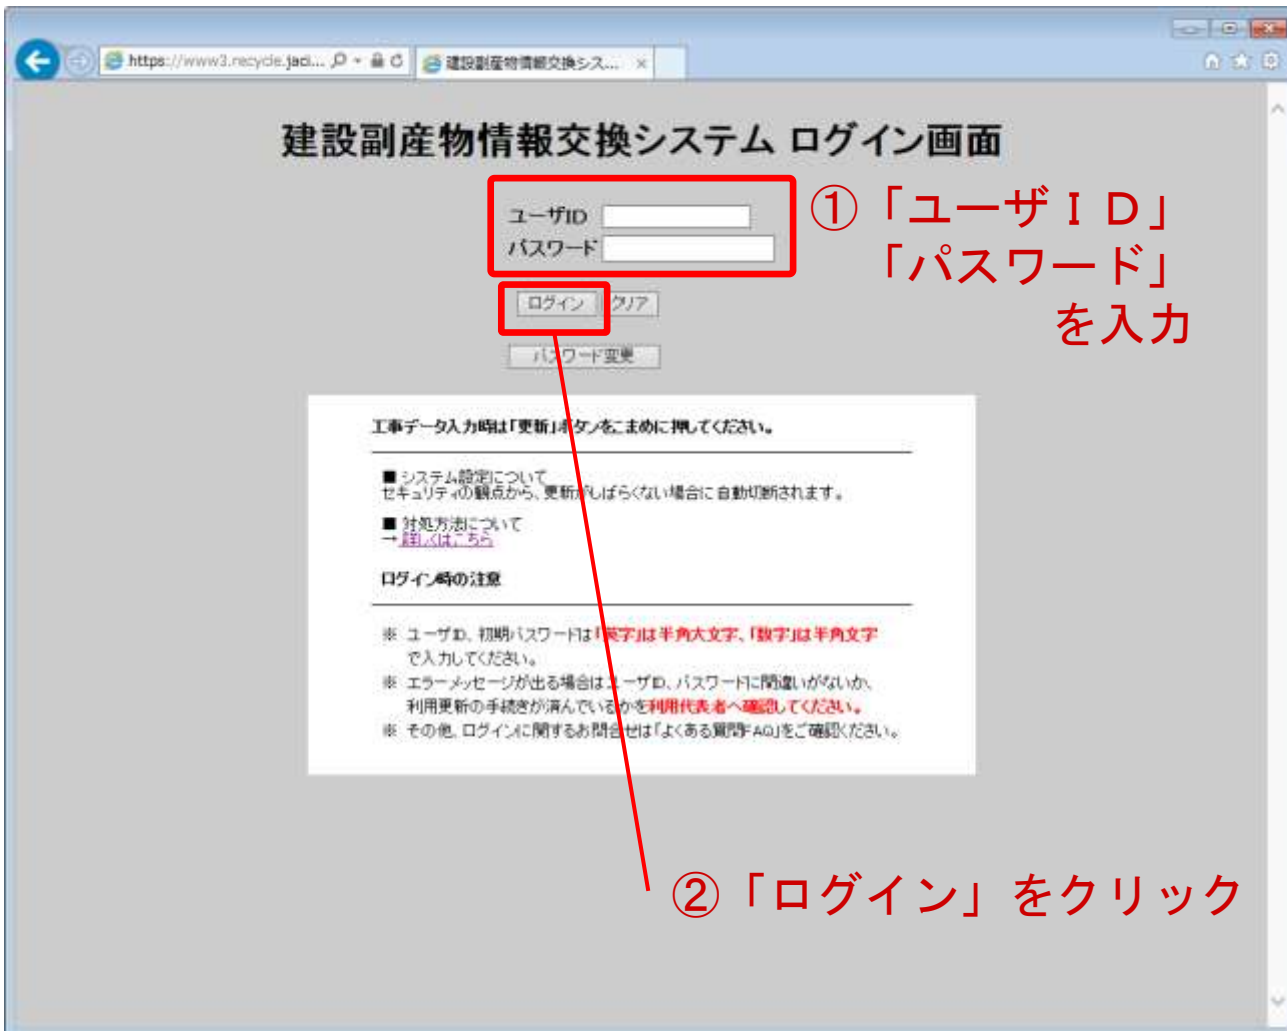 https://www3.recycle.jaci...
建設副産物情報交換シス...
建設副産物情報交換システム ログイン画面
ユーザID
パスワード
①「ユーザＩＤ」
「パスワード」
を入力
ログイン クリア
パスワード変更
工事データ入力時は「更新」ボタンをこまめに押してください。
■ システム設定について
セキュリティの観点から、更新がしばらくない場合に自動切断されます。
■ 対処方法について
→詳しくはこちら
ログイン時の注意
※ ユーザID、初期パスワードは「英字」は半角大文字、「数字」は半角文字
で入力してください。
※ エラーメッセージが出る場合はユーザID、パスワードに間違いがないか、
利用更新の手続きが済んでいるかを利用代表者へ確認してください。
※ その他、ログインに関するお問合せは「よくある質問FAQ」をご確認ください。
②「ログイン」をクリック